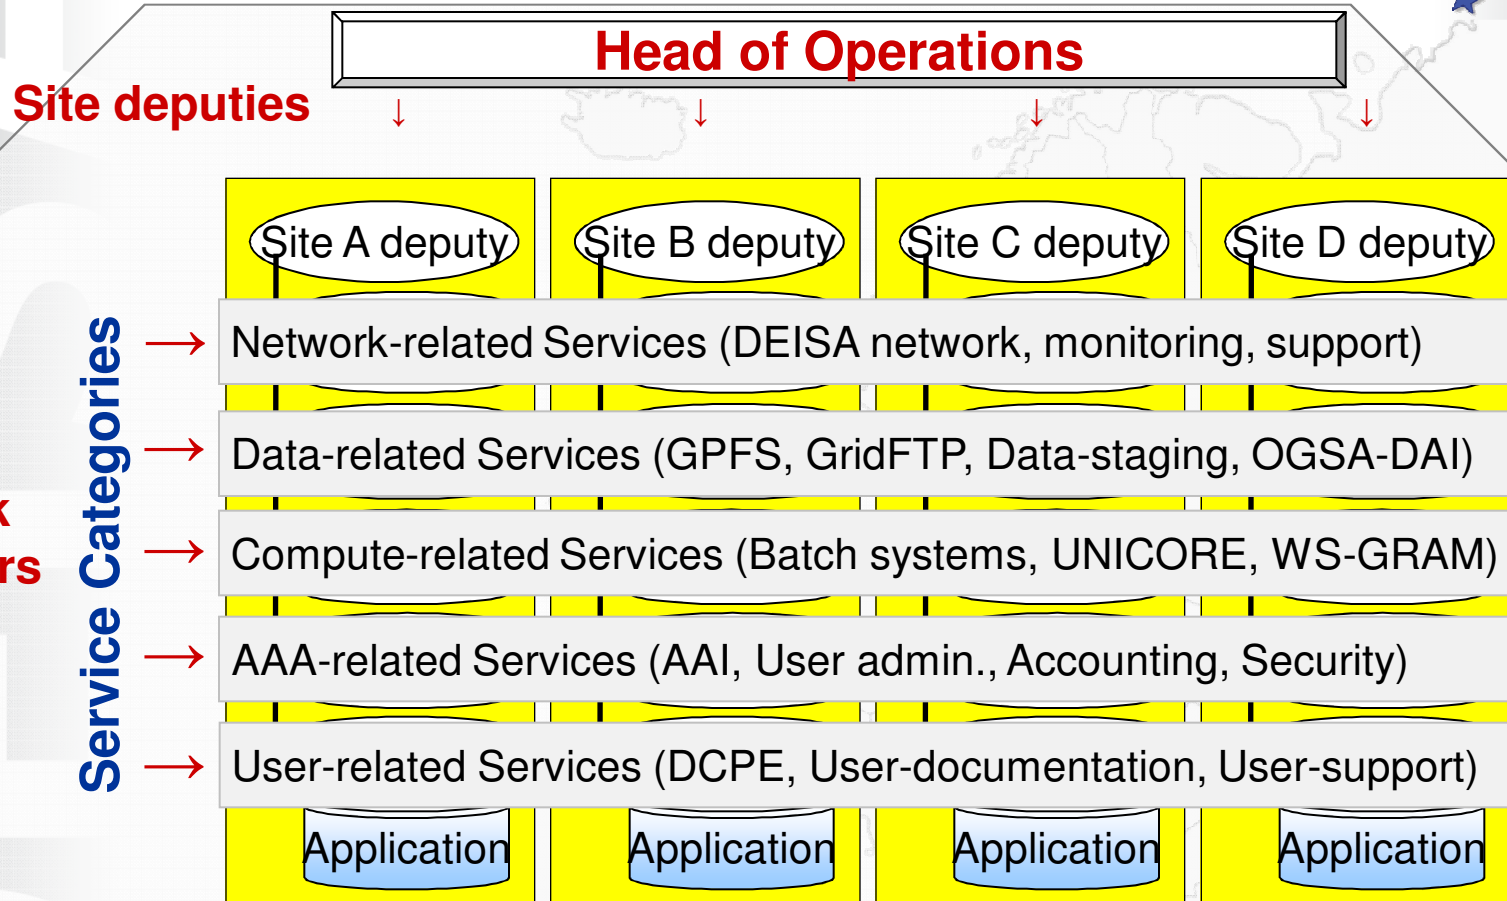 Head of Operations
Site deputies ↓ ↓ ↓ ↓
Site A deputy Site B deputy Site C deputy Site D deputy
Service Categories
→ Network-related Services (DEISA network, monitoring, support)
→ Data-related Services (GPFS, GridFTP, Data-staging, OGSA-DAI)
→ Compute-related Services (Batch systems, UNICORE, WS-GRAM)
→ AAA-related Services (AAI, User admin., Accounting, Security)
→ User-related Services (DCPE, User-documentation, User-support)
Application Application Application Application